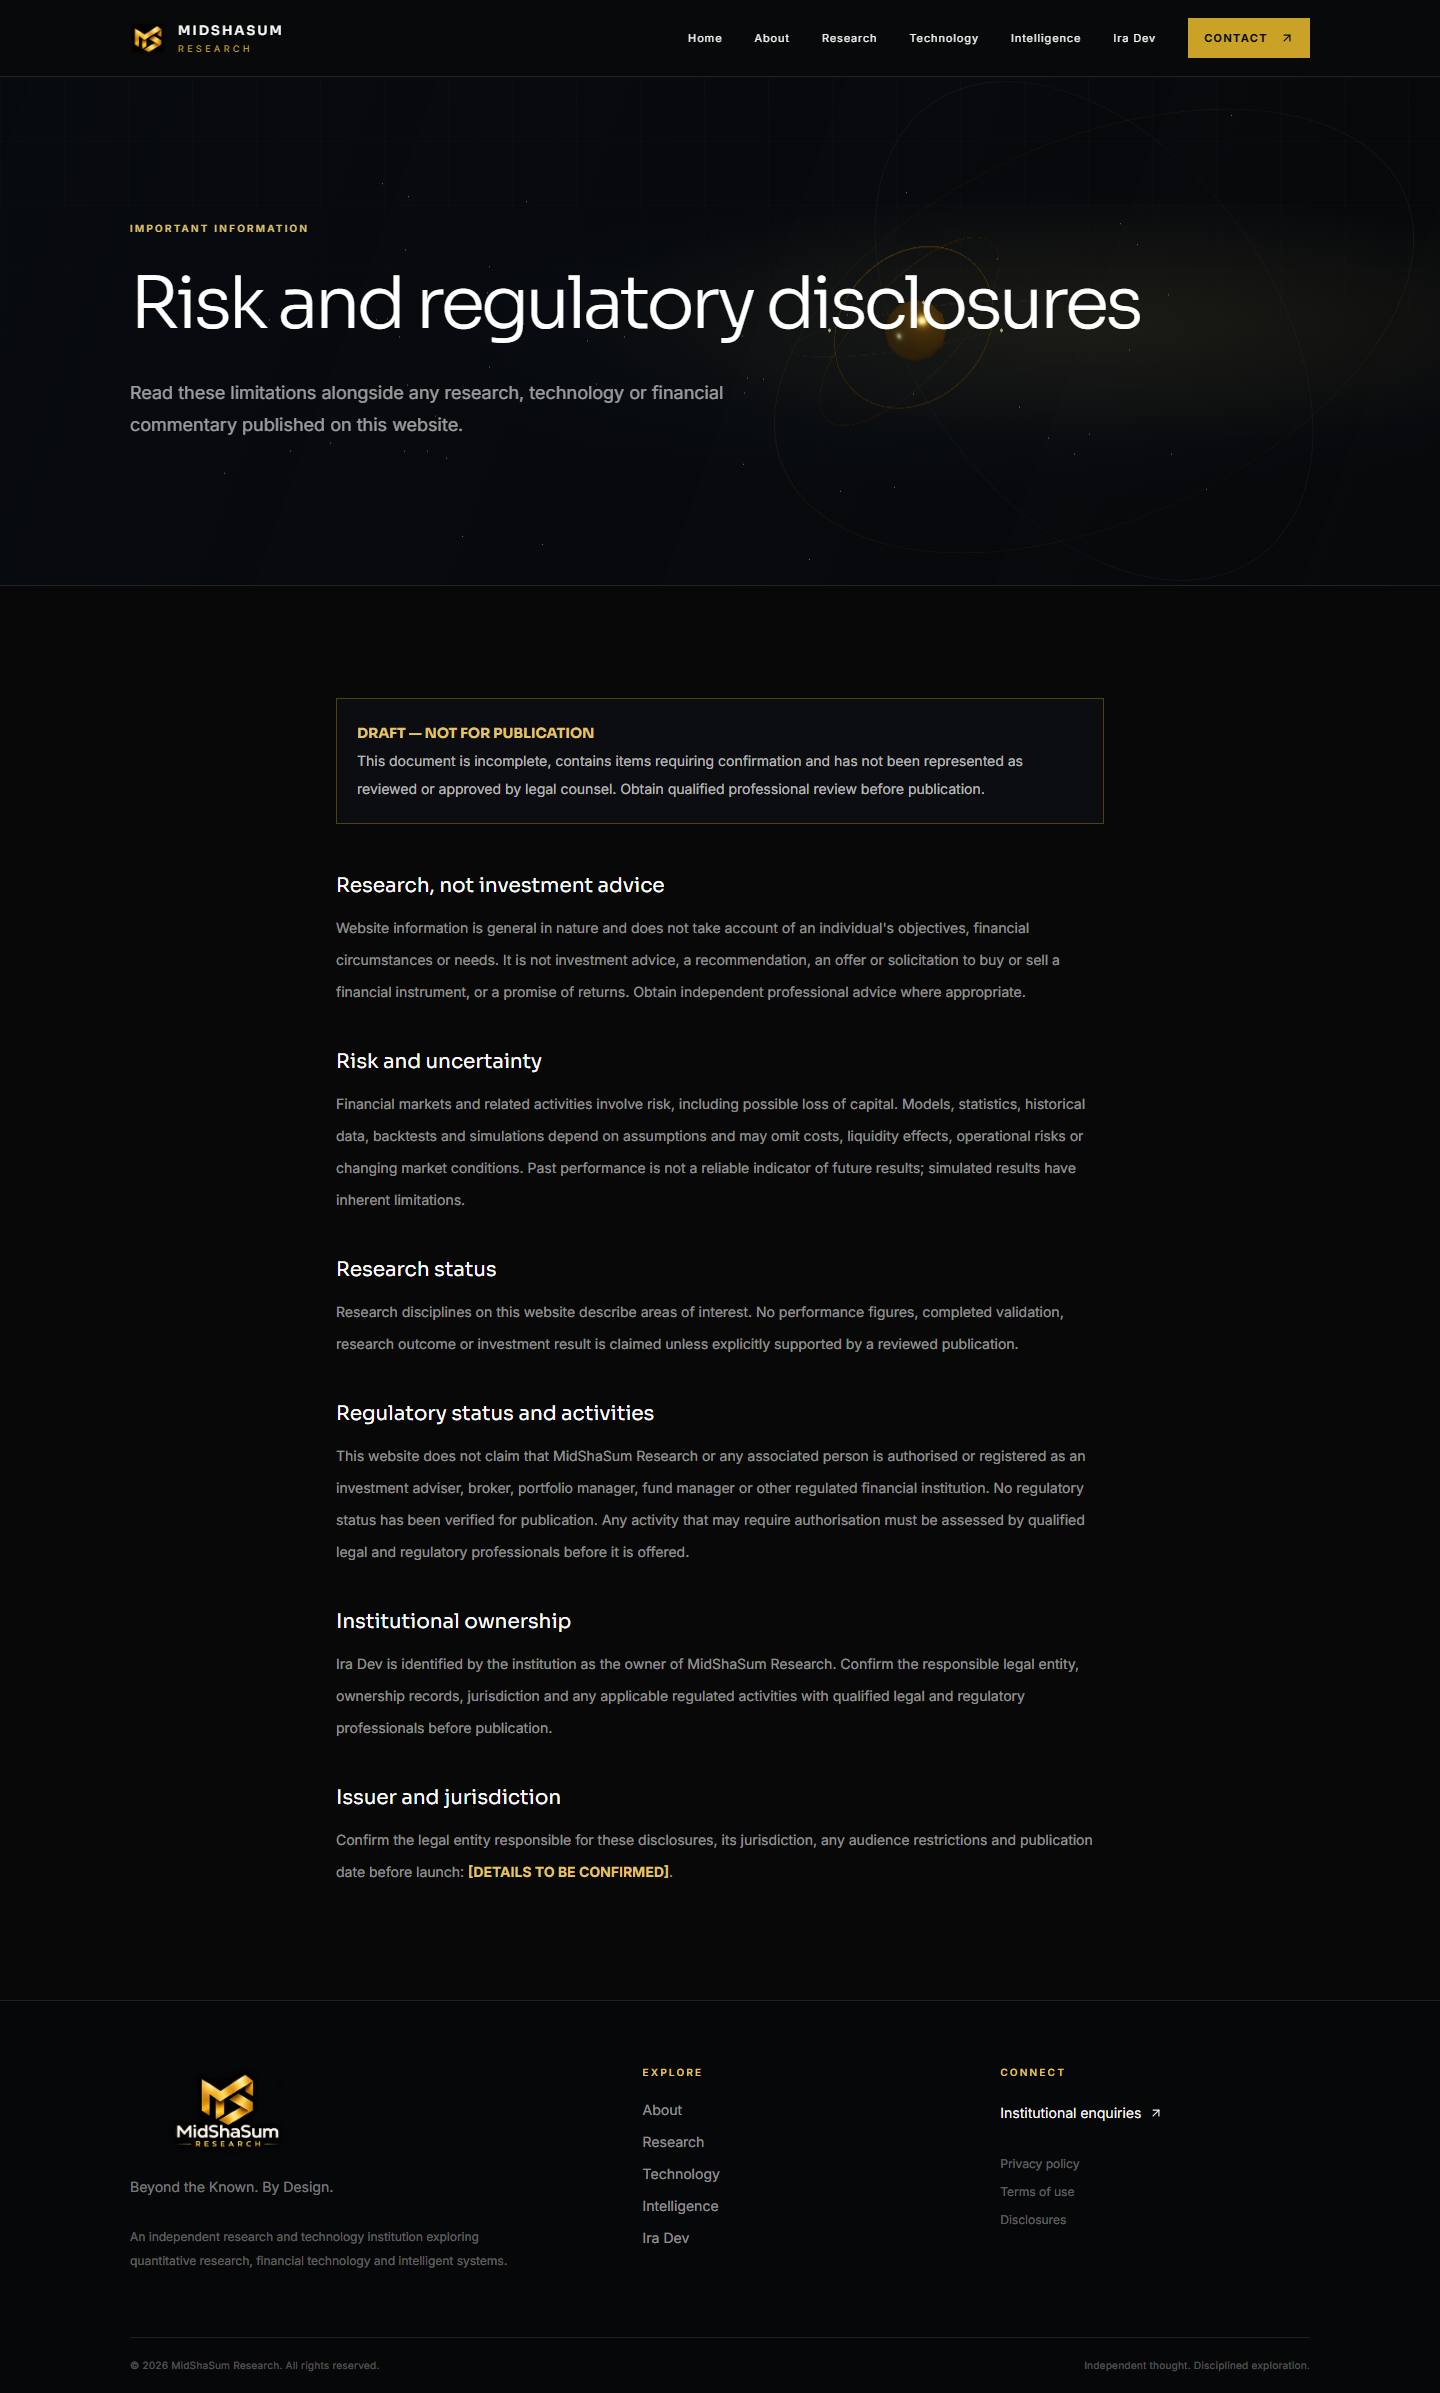 MIDSHASUM
RESEARCH
Home About Research Technology Intelligence Ira Dev CONTACT
IMPORTANT INFORMATION
Risk and regulatory disclosures
Read these limitations alongside any research, technology or financial
commentary published on this website.
DRAFT — NOT FOR PUBLICATION
This document is incomplete, contains items requiring confirmation and has not been represented as
reviewed or approved by legal counsel. Obtain qualified professional review before publication.
Research, not investment advice
Website information is general in nature and does not take account of an individual's objectives, financial
circumstances or needs. It is not investment advice, a recommendation, an offer or solicitation to buy or sell a
financial instrument, or a promise of returns. Obtain independent professional advice where appropriate.
Risk and uncertainty
Financial markets and related activities involve risk, including possible loss of capital. Models, statistics, historical
data, backtests and simulations depend on assumptions and may omit costs, liquidity effects, operational risks or
changing market conditions. Past performance is not a reliable indicator of future results; simulated results have
inherent limitations.
Research status
Research disciplines on this website describe areas of interest. No performance figures, completed validation,
research outcome or investment result is claimed unless explicitly supported by a reviewed publication.
Regulatory status and activities
This website does not claim that MidShaSum Research or any associated person is authorised or registered as an
investment adviser, broker, portfolio manager, fund manager or other regulated financial institution. No regulatory
status has been verified for publication. Any activity that may require authorisation must be assessed by qualified
legal and regulatory professionals before it is offered.
Institutional ownership
Ira Dev is identified by the institution as the owner of MidShaSum Research. Confirm the responsible legal entity,
ownership records, jurisdiction and any applicable regulated activities with qualified legal and regulatory
professionals before publication.
Issuer and jurisdiction
Confirm the legal entity responsible for these disclosures, its jurisdiction, any audience restrictions and publication
date before launch: [DETAILS TO BE CONFIRMED].
MidShaSum
RESEARCH
Beyond the Known. By Design.
An independent research and technology institution exploring
quantitative research, financial technology and intelligent systems.
EXPLORE
About
Research
Technology
Intelligence
Ira Dev
CONNECT
Institutional enquiries
Privacy policy
Terms of use
Disclosures
© 2026 MidShaSum Research. All rights reserved.
Independent thought. Disciplined exploration.